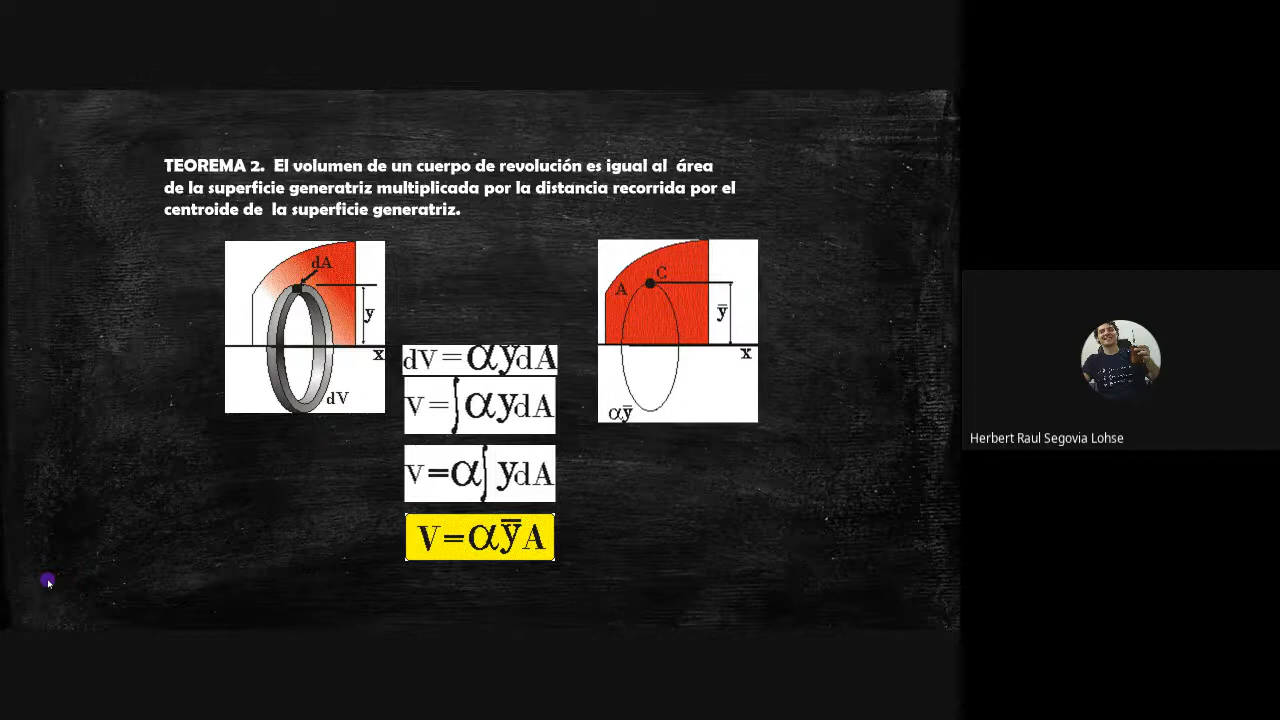 TEOREMA 2. El volumen de un cuerpo de revolución es igual al área
de la superficie generatriz multiplicada por la distancia recorrida por el
centroide de la superficie generatriz.
dA
y
x
dV
dV = αydA
V = ∫ αydA
V = α∫ ydA
V = αȳA
C
A
ȳ
x
αȳ
Herbert Raul Segovia Lohse